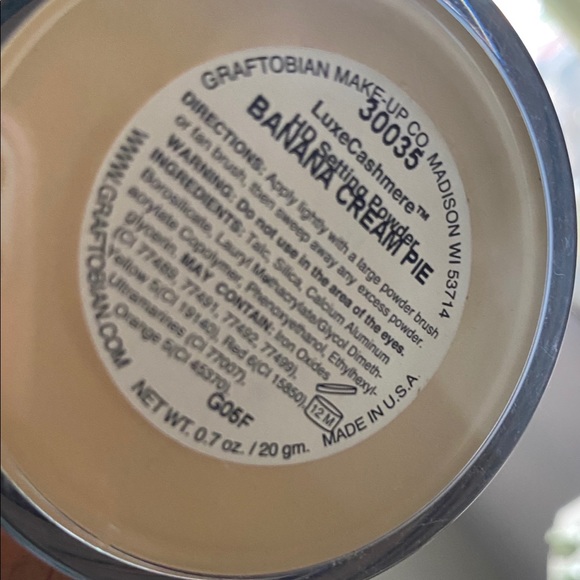 GRAFTOBIAN MAKE-UP CO. MADISON WI 53714
30035
LuxeCashmere™
HD Setting Powder
BANANA CREAM PIE
DIRECTIONS: Apply lightly with a large powder brush
or fan brush, then sweep away any excess powder.
WARNING: Do not use in the area of the eyes.
INGREDIENTS: Talc, Silica, Calcium Aluminum
Borosilicate, Lauryl Methacrylate/Glycol Dimeth-
acrylate Copolymer, Phenoxyethanol, Ethylhexyl-
glycerin, MAY CONTAIN: Iron Oxides
(CI 77489, 77491, 77492, 77499),
Yellow 5(CI 19140), Red 6(CI 15850),
Ultramarines (CI 77007),
Orange 5(CI 45370),
G05F
12 M
WWW.GRAFTOBIAN.COM
NET WT. 0.7 oz. / 20 gm.
MADE IN U.S.A.